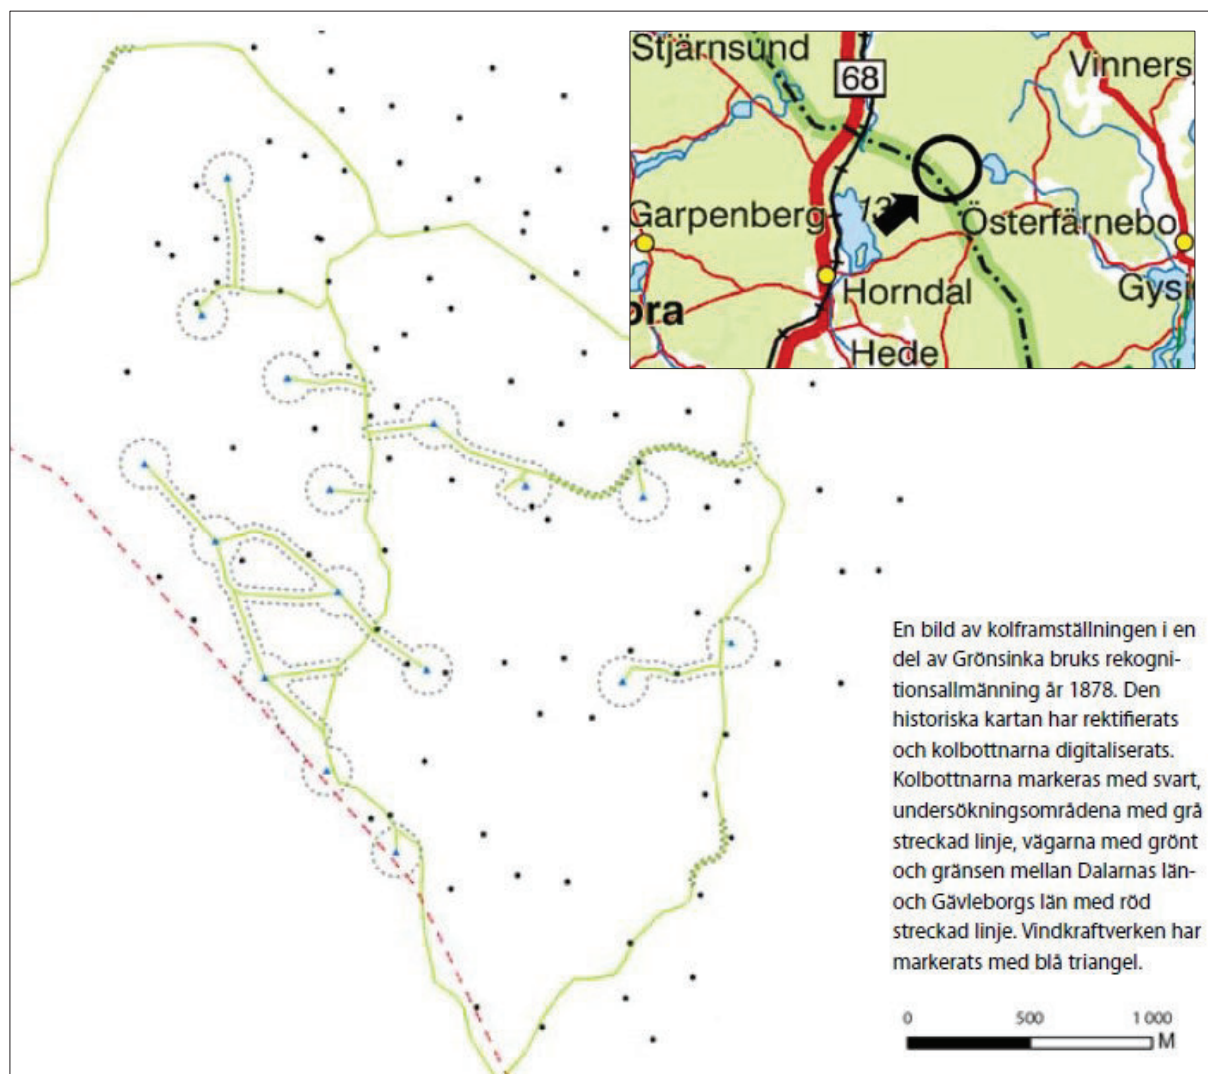 Stjärnsund
68
Vinners
Garpenberg
13
Österfärnebo
Horndal
Gysi
ora
Hede
En bild av kolframställningen i en
del av Grönsinka bruks rekogni-
tionsallmänning år 1878. Den
historiska kartan har rektifierats
och kolbottnarna digitaliserats.
Kolbottnarna markeras med svart,
undersökningsområdena med grå
streckad linje, vägarna med grönt
och gränsen mellan Dalarnas län-
och Gävleborgs län med röd
streckad linje. Vindkraftverken har
markerats med blå triangel.
0 500 1 000
M